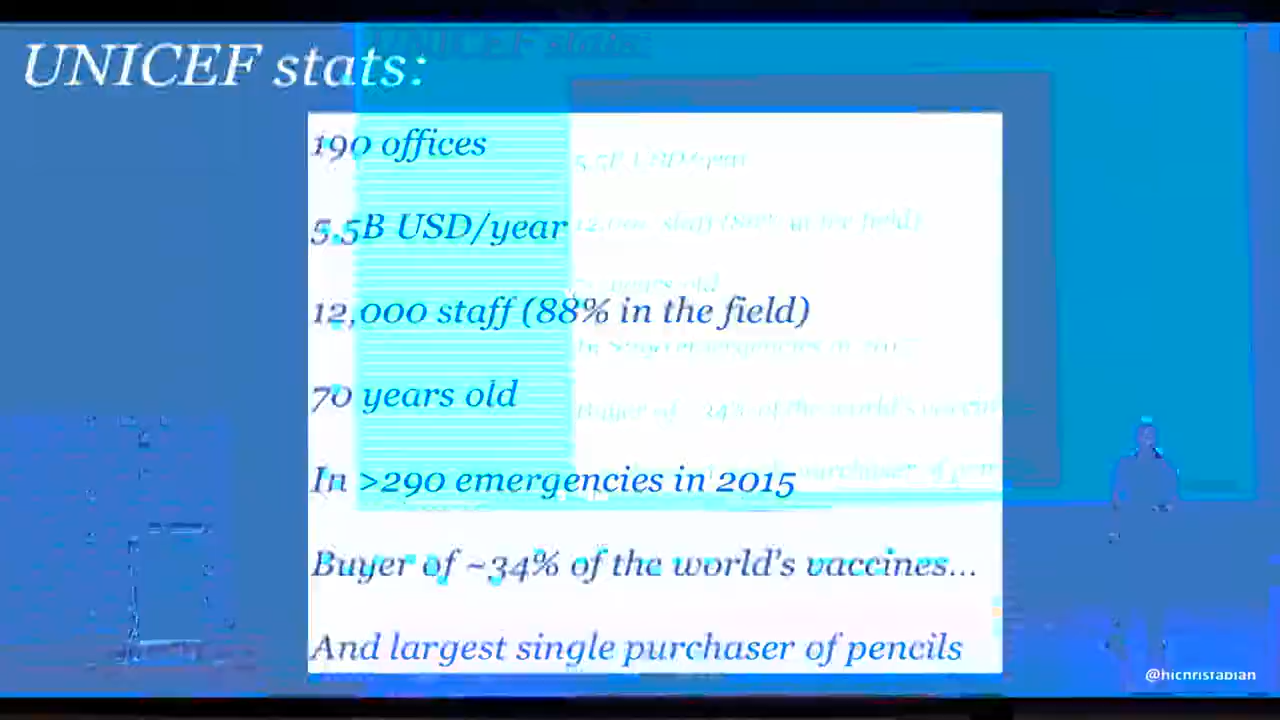 UNICEF stats:
190 offices
5.5B USD/year
12,000 staff (88% in the field)
70 years old
In >290 emergencies in 2015
Buyer of ~34% of the world's vaccines...
And largest single purchaser of pencils
@hichristabian